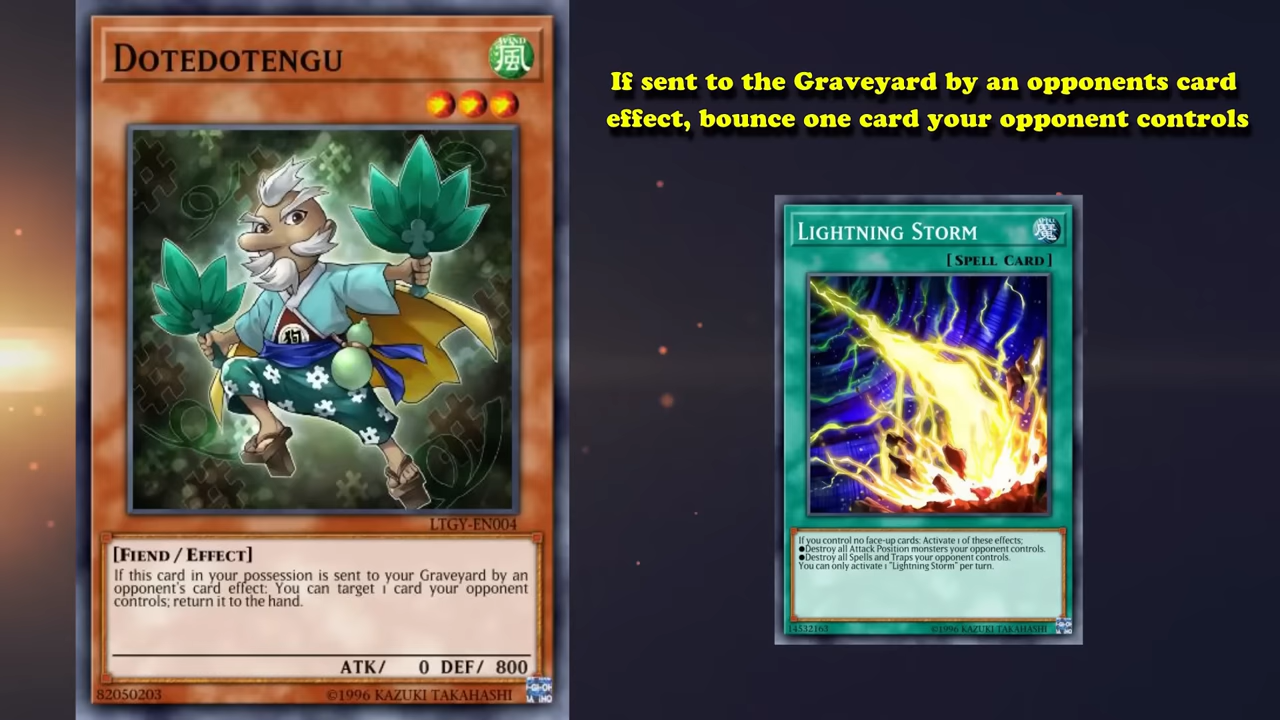 DOTEDOTENGU
WIND
風
LTGY-EN004
[FIEND / EFFECT]
If this card in your possession is sent to your Graveyard by an
opponent's card effect: You can target 1 card your opponent
controls; return it to the hand.
ATK/ 0 DEF/ 800
82050203
©1996 KAZUKI TAKAHASHI
If sent to the Graveyard by an opponents card
effect, bounce one card your opponent controls
LIGHTNING STORM
[ SPELL CARD ]
If you control no face-up cards: Activate 1 of these effects;
●Destroy all Attack Position monsters your opponent controls.
●Destroy all Spells and Traps your opponent controls.
You can only activate 1 "Lightning Storm" per turn.
14532163
©1996 KAZUKI TAKAHASHI